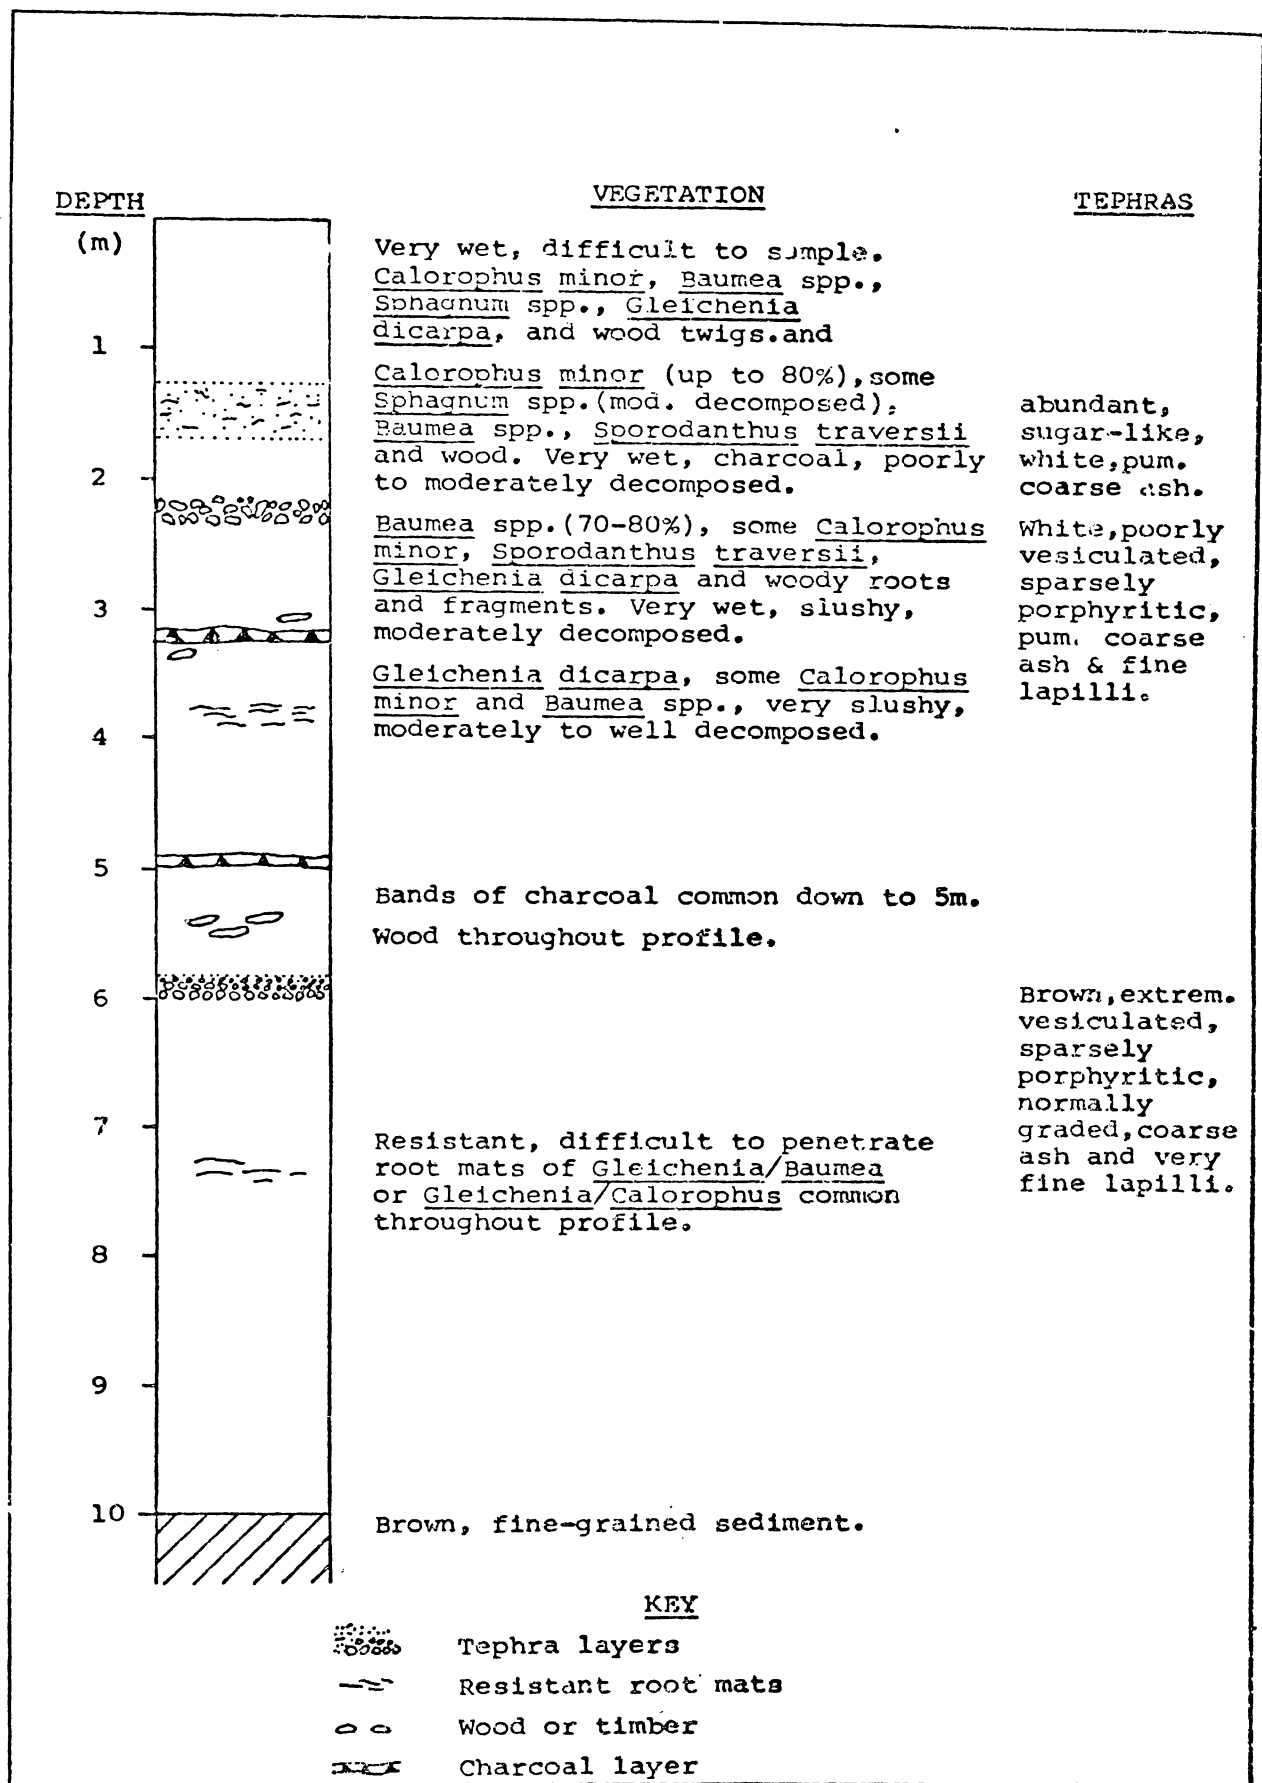 DEPTH
(m)
1
2
3
4
5
6
7
8
9
10
VEGETATION
Very wet, difficult to sample.
Calorophus minor, Baumea spp.,
Sphagnum spp., Gleichenia
dicarpa, and wood twigs.and
Calorophus minor (up to 80%),some
Sphagnum spp.(mod. decomposed),
Baumea spp., Sporodanthus traversii
and wood. Very wet, charcoal, poorly
to moderately decomposed.
Baumea spp.(70-80%), some Calorophus
minor, Sporodanthus traversii,
Gleichenia dicarpa and woody roots
and fragments. Very wet, slushy,
moderately decomposed.
Gleichenia dicarpa, some Calorophus
minor and Baumea spp., very slushy,
moderately to well decomposed.
Bands of charcoal common down to 5m.
Wood throughout profile.
Resistant, difficult to penetrate
root mats of Gleichenia/Baumea
or Gleichenia/Calorophus common
throughout profile.
Brown, fine-grained sediment.
TEPHRAS
abundant,
sugar-like,
white,pum.
coarse ash.
White,poorly
vesiculated,
sparsely
porphyritic,
pum. coarse
ash & fine
lapilli.
Brown,extrem.
vesiculated,
sparsely
porphyritic,
normally
graded,coarse
ash and very
fine lapilli.
KEY
Tephra layers
Resistant root mats
Wood or timber
Charcoal layer